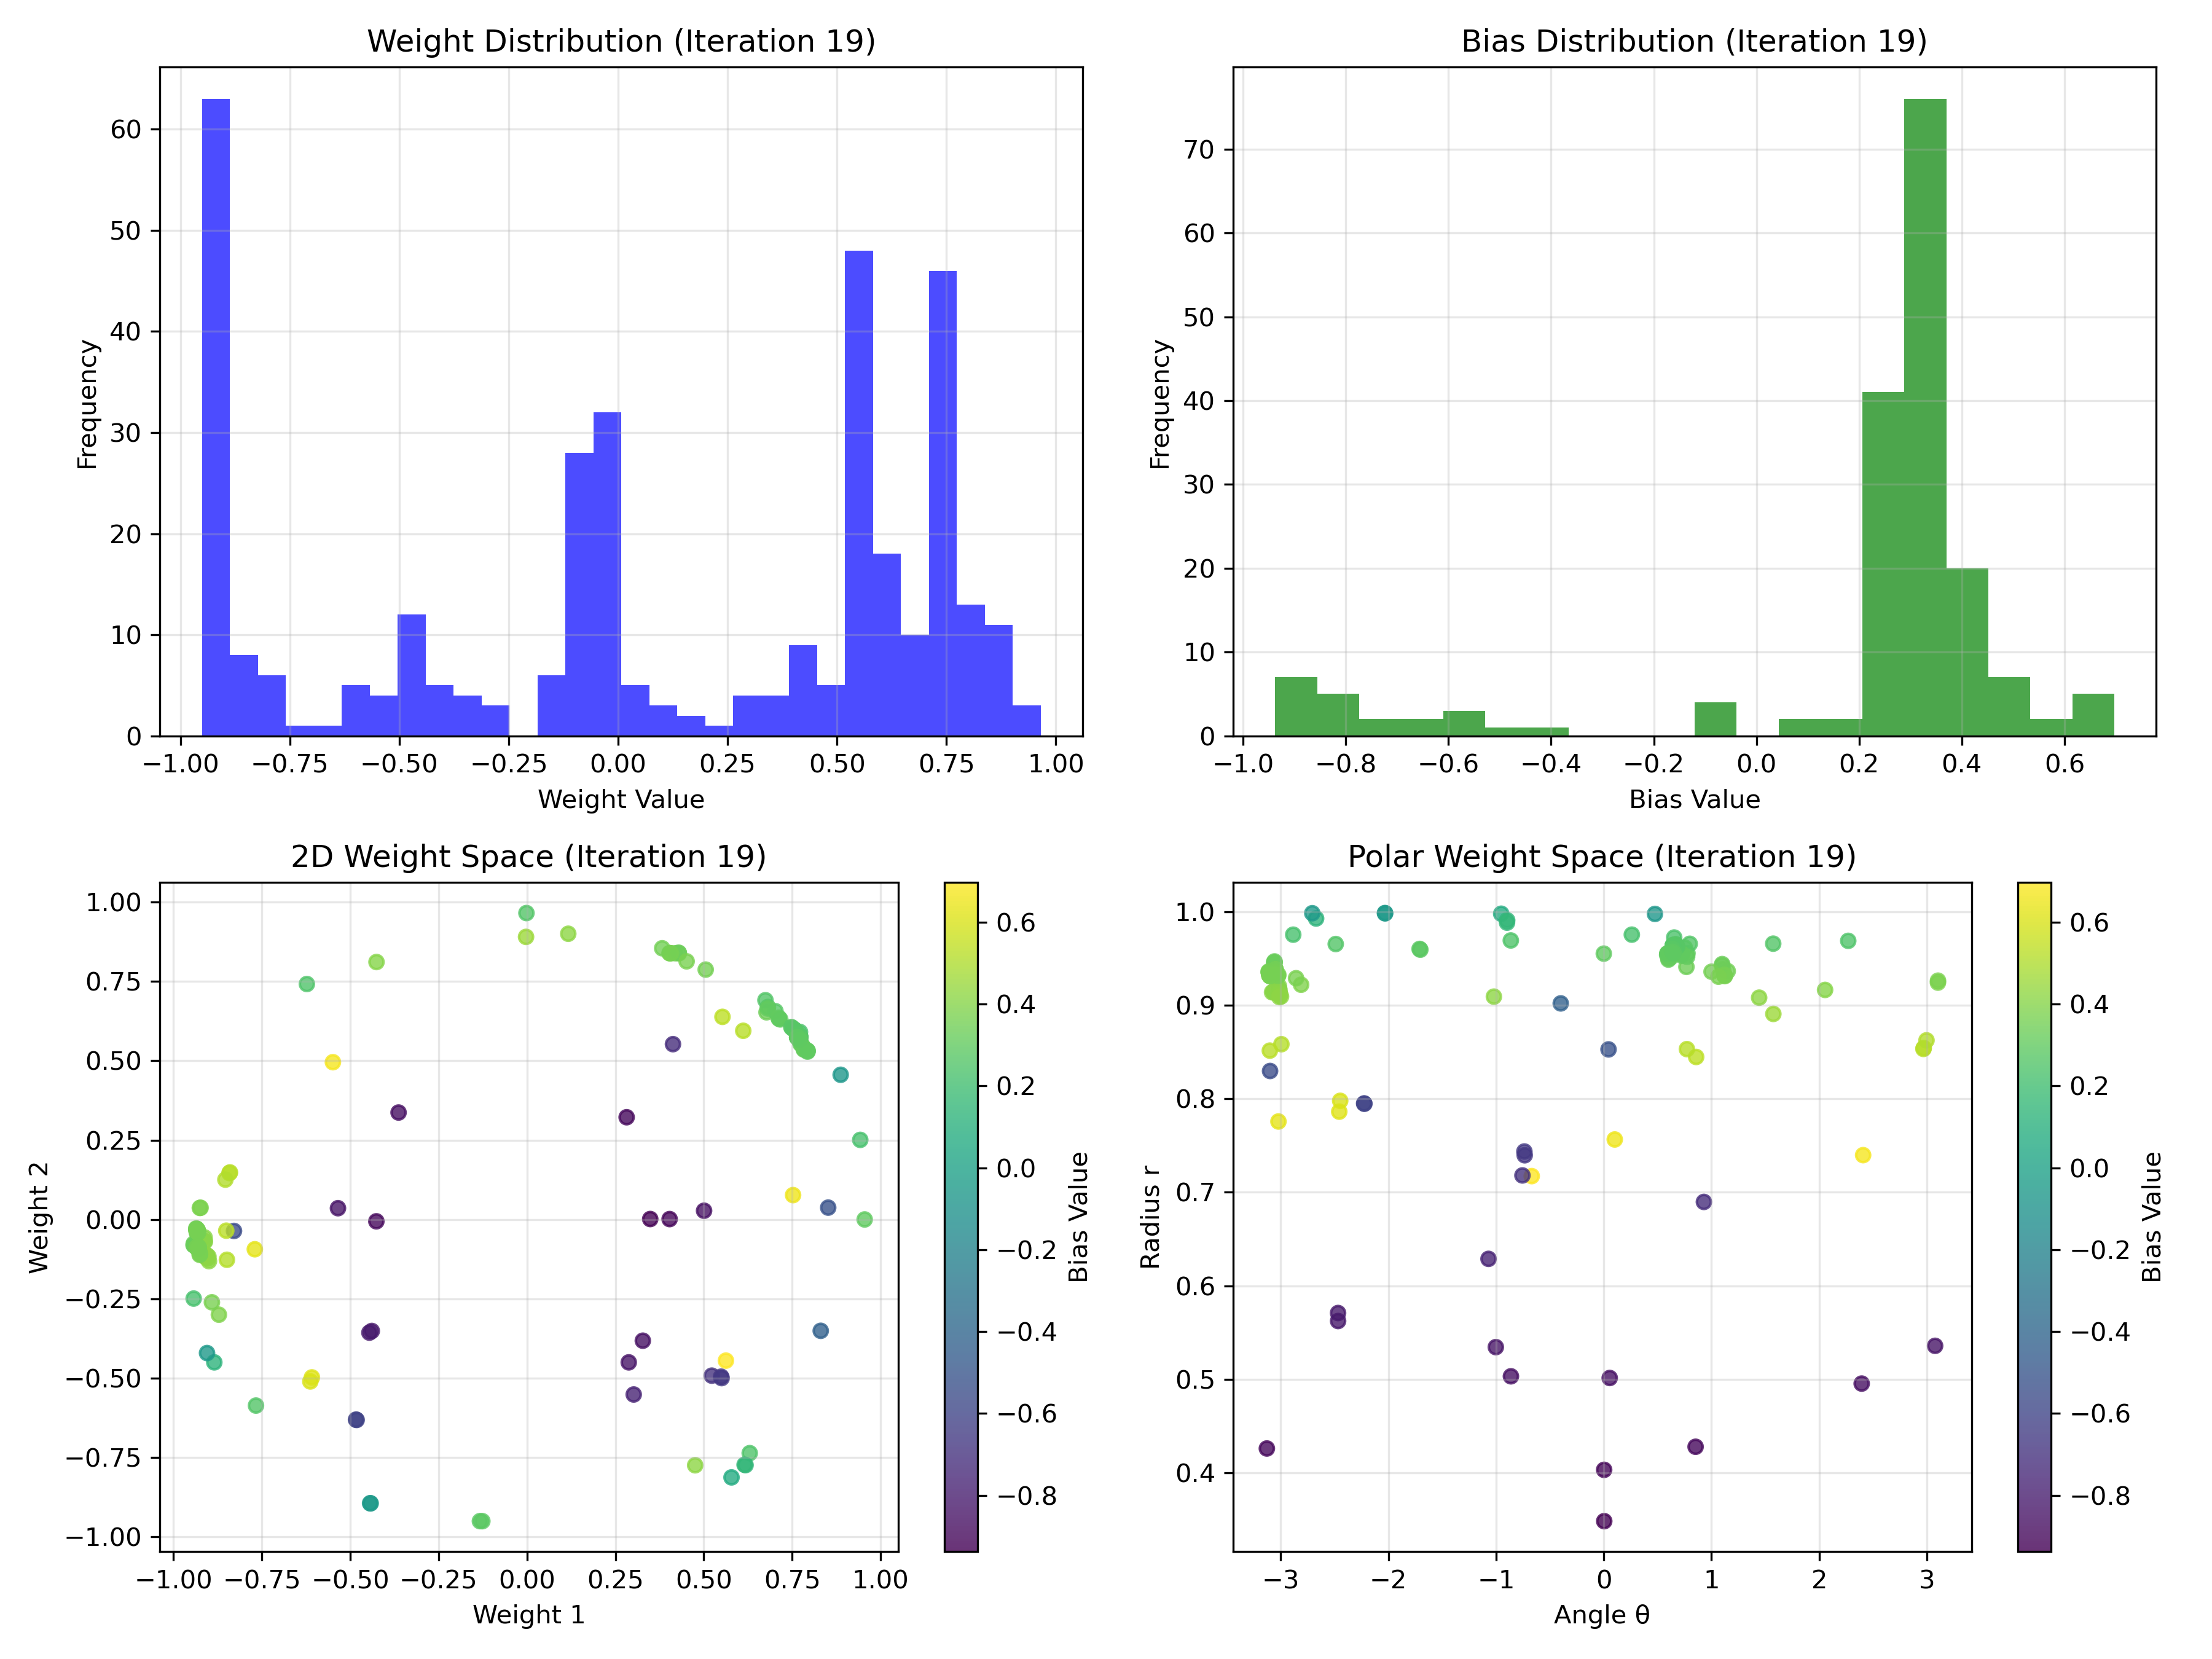 Weight Distribution (Iteration 19)
60
50
40
30
20
10
0
Frequency
−1.00 −0.75 −0.50 −0.25 0.00 0.25 0.50 0.75 1.00
Weight Value
Bias Distribution (Iteration 19)
70
60
50
40
30
20
10
0
Frequency
−1.0 −0.8 −0.6 −0.4 −0.2 0.0 0.2 0.4 0.6
Bias Value
2D Weight Space (Iteration 19)
1.00
0.75
0.50
0.25
0.00
−0.25
−0.50
−0.75
−1.00
Weight 2
−1.00 −0.75 −0.50 −0.25 0.00 0.25 0.50 0.75 1.00
Weight 1
0.6
0.4
0.2
0.0
−0.2
−0.4
−0.6
−0.8
Bias Value
Polar Weight Space (Iteration 19)
1.0
0.9
0.8
0.7
0.6
0.5
0.4
Radius r
−3 −2 −1 0 1 2 3
Angle θ
0.6
0.4
0.2
0.0
−0.2
−0.4
−0.6
−0.8
Bias Value